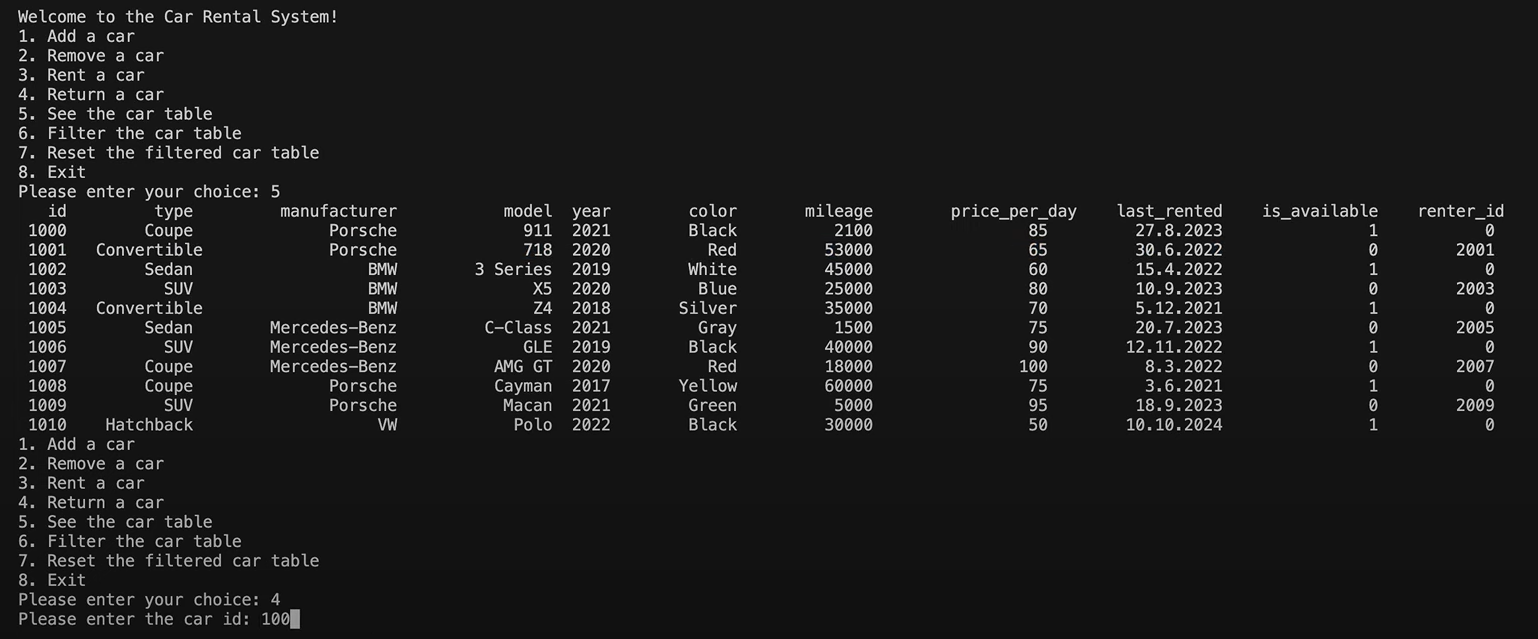 Welcome to the Car Rental System!
1. Add a car
2. Remove a car
3. Rent a car
4. Return a car
5. See the car table
6. Filter the car table
7. Reset the filtered car table
8. Exit
Please enter your choice: 5
id type manufacturer model year color mileage price_per_day last_rented is_available renter_id
1000 Coupe Porsche 911 2021 Black 2100 85 27.8.2023 1 0
1001 Convertible Porsche 718 2020 Red 53000 65 30.6.2022 0 2001
1002 Sedan BMW 3 Series 2019 White 45000 60 15.4.2022 1 0
1003 SUV BMW X5 2020 Blue 25000 80 10.9.2023 0 2003
1004 Convertible BMW Z4 2018 Silver 35000 70 5.12.2021 1 0
1005 Sedan Mercedes-Benz C-Class 2021 Gray 1500 75 20.7.2023 0 2005
1006 SUV Mercedes-Benz GLE 2019 Black 40000 90 12.11.2022 1 0
1007 Coupe Mercedes-Benz AMG GT 2020 Red 18000 100 8.3.2022 0 2007
1008 Coupe Porsche Cayman 2017 Yellow 60000 75 3.6.2021 1 0
1009 SUV Porsche Macan 2021 Green 5000 95 18.9.2023 0 2009
1010 Hatchback VW Polo 2022 Black 30000 50 10.10.2024 1 0
1. Add a car
2. Remove a car
3. Rent a car
4. Return a car
5. See the car table
6. Filter the car table
7. Reset the filtered car table
8. Exit
Please enter your choice: 4
Please enter the car id: 100